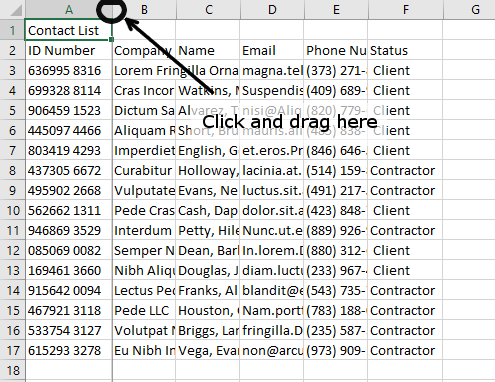 A B C D E F G
1 Contact List
2 ID Number Company Name Email Phone Nu Status
3 636995 8316 Lorem Fringilla Orna magna.tel (373) 271- Client
4 699328 8114 Cras Incor Watkins, M Suspendis (409) 689- Client
5 906459 1523 Dictum Sa Alvarez, T nisi@Aliq (820) 779- Client
Click and drag here
6 445097 4466 Aliquam R Short, Bru mauris.ali (485) 838- Client
7 803419 4293 Imperdiet English, G et.eros.Pr (846) 646- Client
8 437305 6672 Curabitur Holloway, lacinia.at. (514) 159- Contractor
9 495902 2668 Vulputate Evans, Ne luctus.sit. (491) 217- Contractor
10 562662 1311 Pede Cras Cash, Dap dolor.sit.a (423) 848- Client
11 946869 3529 Interdum Petty, Hile Nunc.ut.e (889) 926- Contractor
12 085069 0082 Semper N Dean, Barl In.lorem.D (880) 312- Client
13 169461 3660 Nibh Aliqu Douglas, J diam.luctu (233) 967- Client
14 915642 0094 Lectus Pec Franks, Al blandit@e (543) 735- Contractor
15 467921 3118 Pede LLC Houston, Nam.port (783) 188- Contractor
16 533754 3127 Volutpat N Briggs, Lar fringilla.D (235) 587- Contractor
17 615293 3278 Eu Nibh In Vega, Evan non@arcu (973) 909- Contractor
18